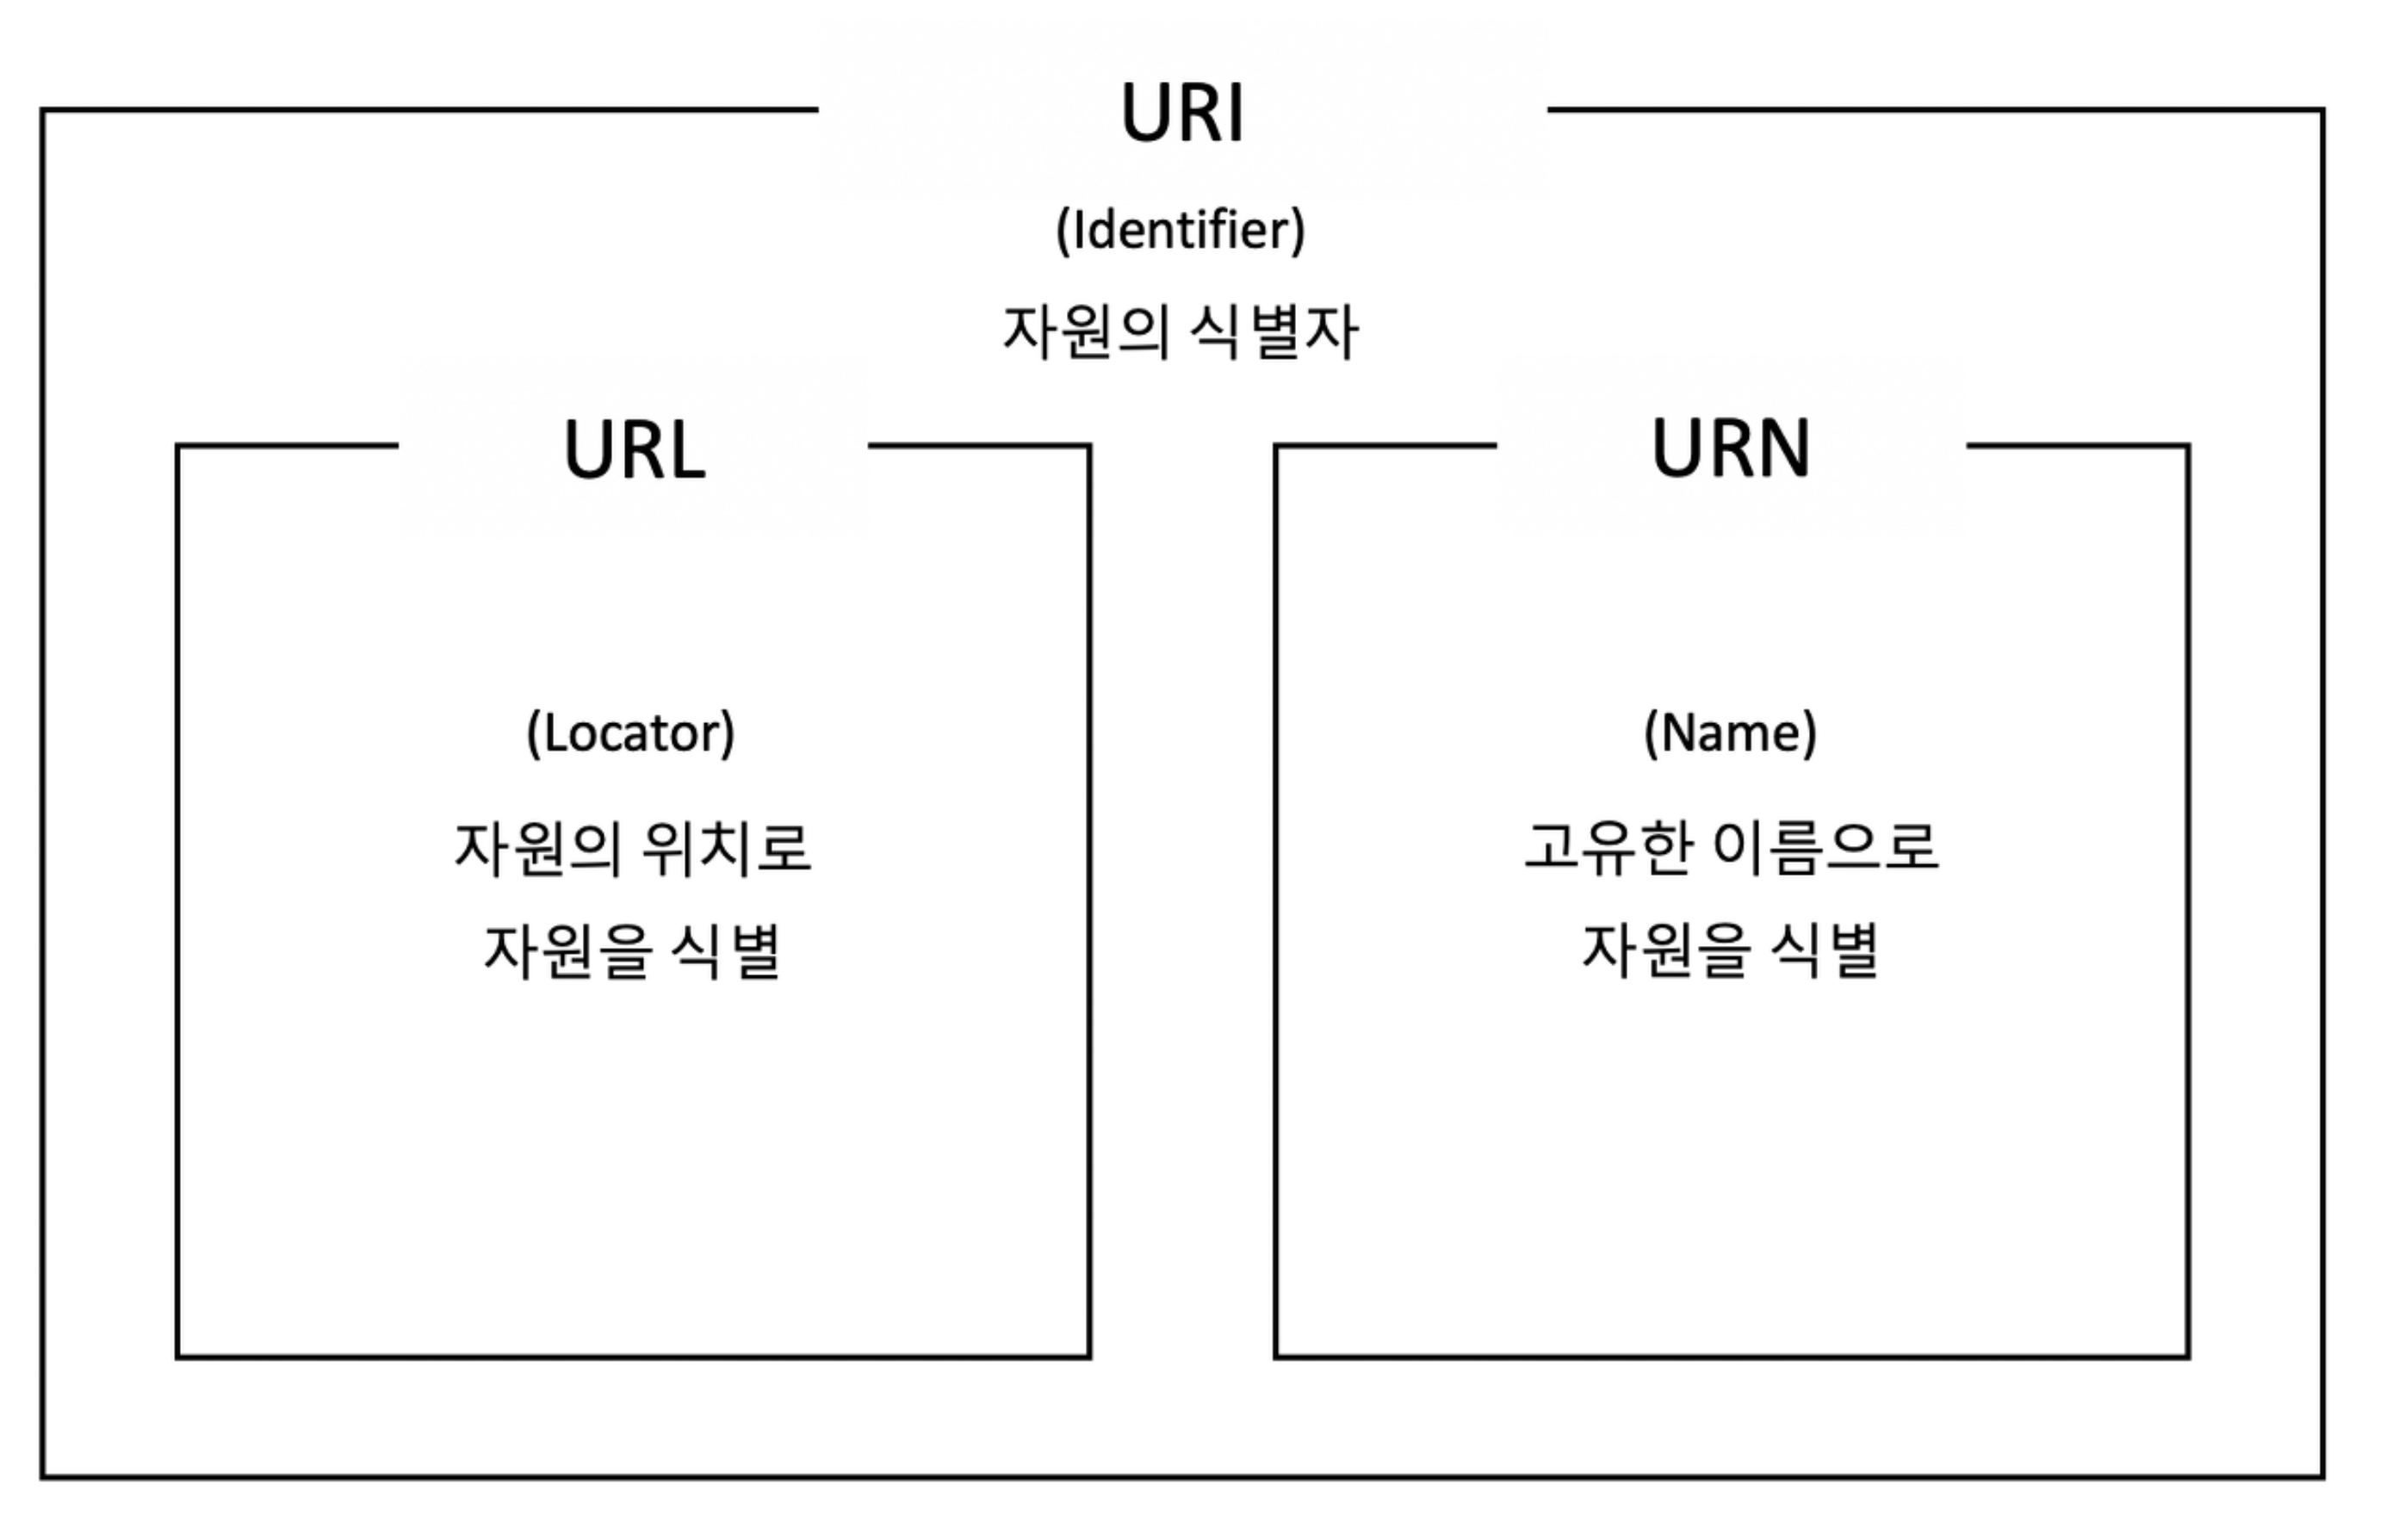 URI
(Identifier)
자원의 식별자
URL
(Locator)
자원의 위치로
자원을 식별
URN
(Name)
고유한 이름으로
자원을 식별